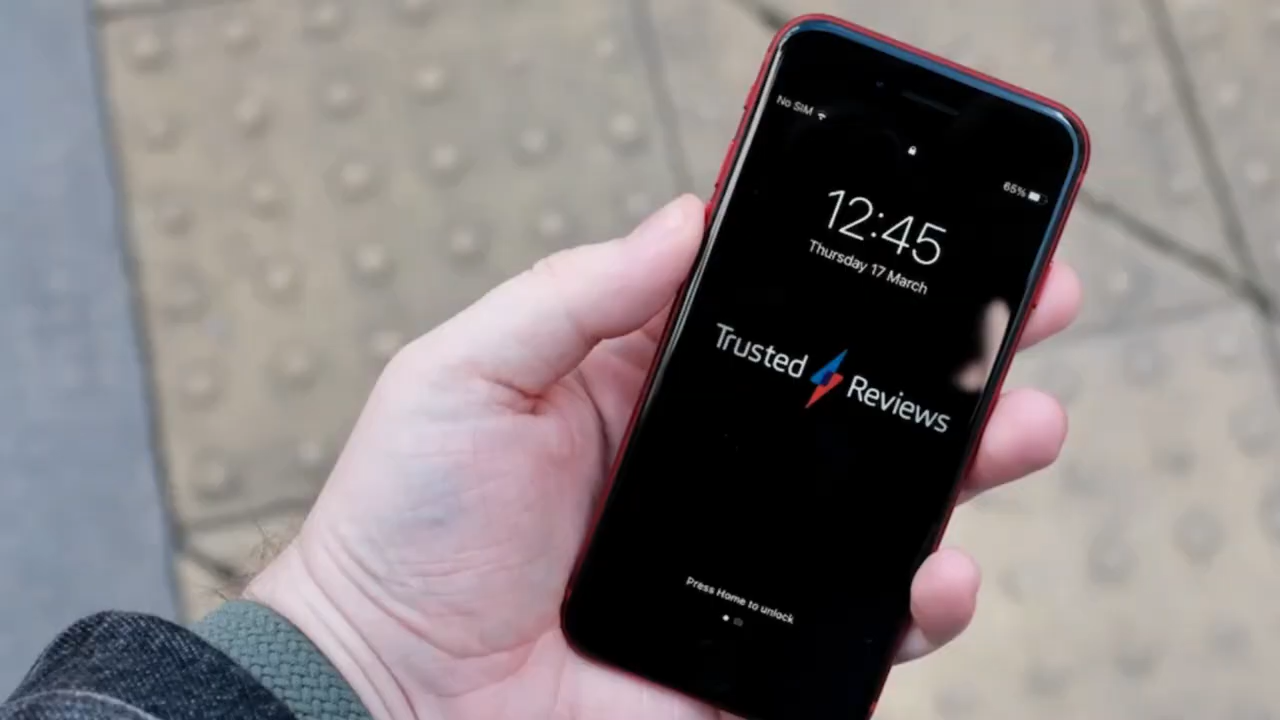 No SIM
65%
12:45
Thursday 17 March
Trusted Reviews
Press Home to unlock